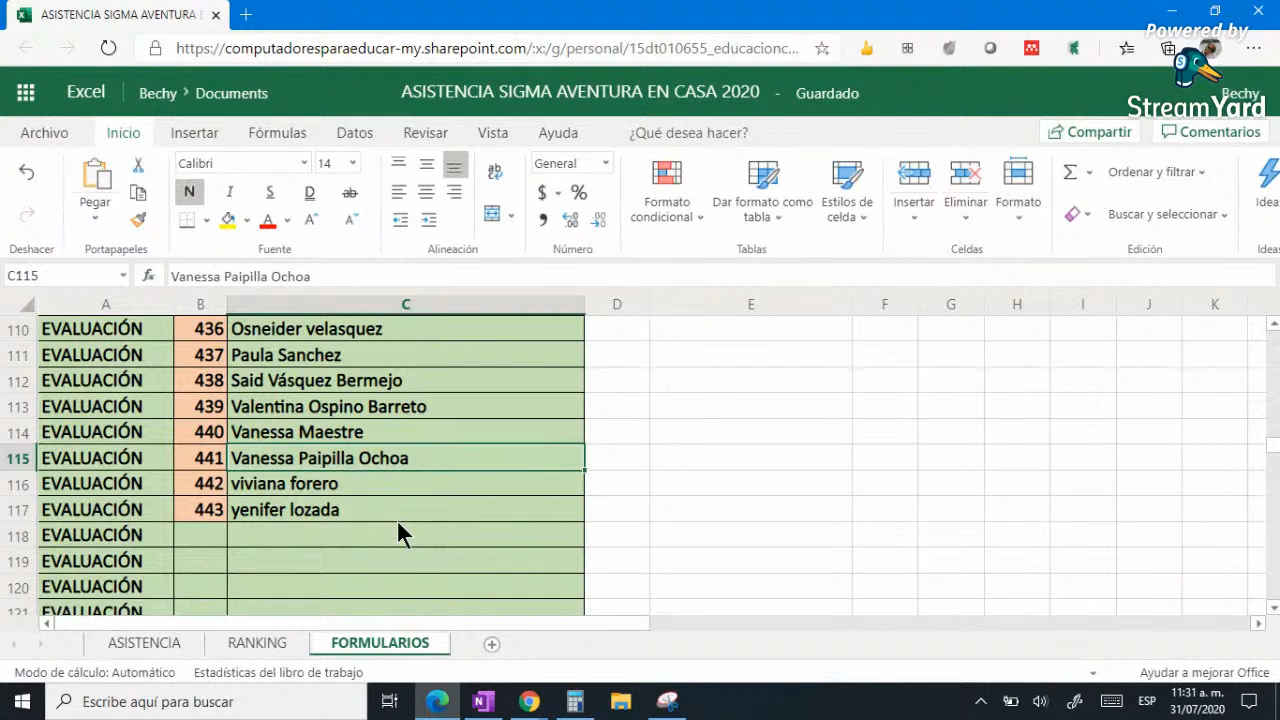 ASISTENCIA SIGMA AVENTURA E
Powered by
https://computadoresparaeducar-my.sharepoint.com/:x:/g/personal/15dt010655_educacionc...
StreamYard
Excel Bechy > Documents ASISTENCIA SIGMA AVENTURA EN CASA 2020 - Guardado Bechy
Archivo Inicio Insertar Fórmulas Datos Revisar Vista Ayuda ¿Qué desea hacer? Compartir Comentarios
Calibri 14 General Ordenar y filtrar
Pegar N I S D ab $ % Formato condicional Dar formato como tabla Estilos de celda Insertar Eliminar Formato Ideas
Buscar y seleccionar
Deshacer Portapapeles Fuente Alineación Número Tablas Celdas Edición Ideas
C115 fx Vanessa Paipilla Ochoa
A B C D E F G H I J K
110 EVALUACIÓN 436 Osneider velasquez
111 EVALUACIÓN 437 Paula Sanchez
112 EVALUACIÓN 438 Said Vásquez Bermejo
113 EVALUACIÓN 439 Valentina Ospino Barreto
114 EVALUACIÓN 440 Vanessa Maestre
115 EVALUACIÓN 441 Vanessa Paipilla Ochoa
116 EVALUACIÓN 442 viviana forero
117 EVALUACIÓN 443 yenifer lozada
118 EVALUACIÓN
119 EVALUACIÓN
120 EVALUACIÓN
121 EVALUACIÓN
ASISTENCIA RANKING FORMULARIOS
Modo de cálculo: Automático Estadísticas del libro de trabajo Ayudar a mejorar Office
Escribe aquí para buscar ESP 11:31 a. m.
31/07/2020